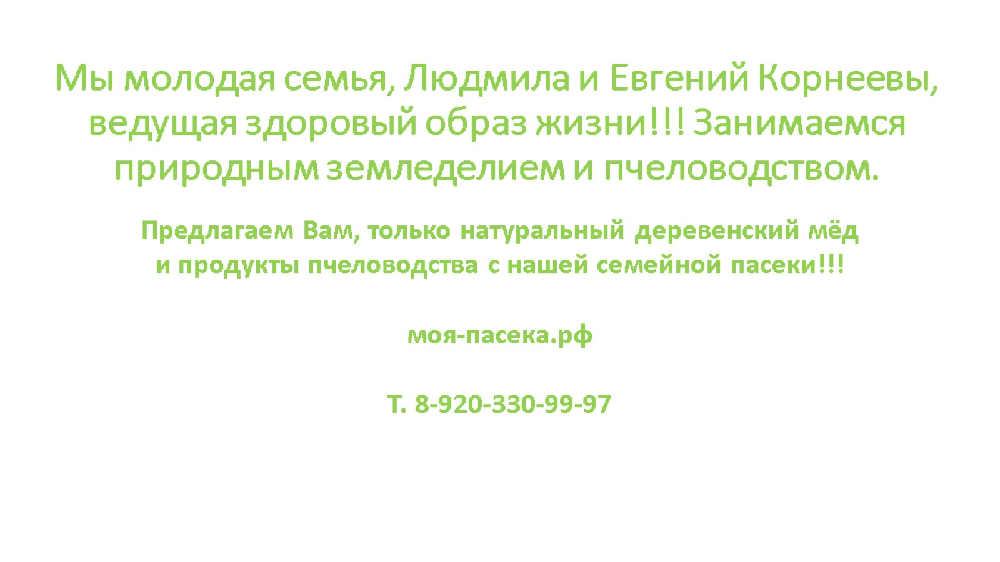 Мы молодая семья, Людмила и Евгений Корнеевы,
ведущая здоровый образ жизни!!! Занимаемся
природным земледелием и пчеловодством.
Предлагаем Вам, только натуральный деревенский мёд
и продукты пчеловодства с нашей семейной пасеки!!!
моя-пасека.рф
Т. 8-920-330-99-97